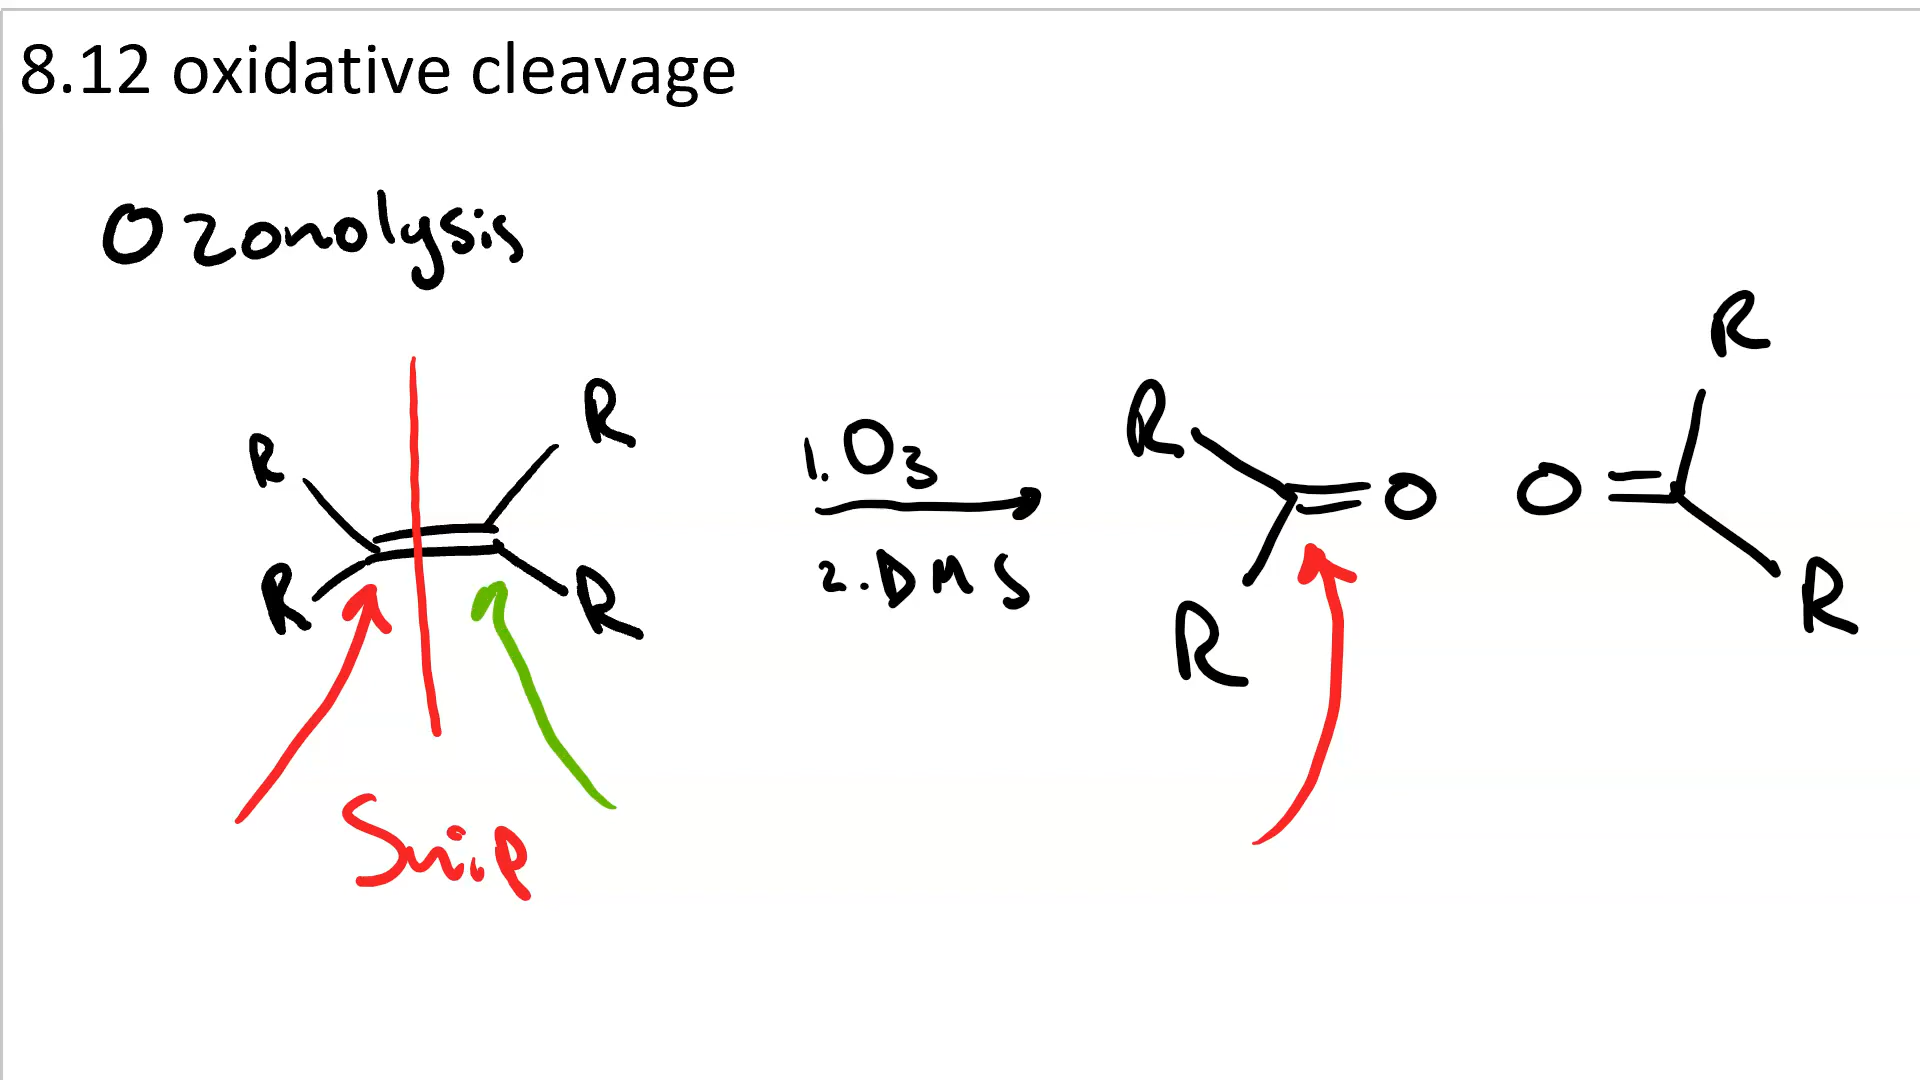 8.12 oxidative cleavage
Ozonolysis
R R
R R
1. O3
2. DMS
R O O R
R R
Snip